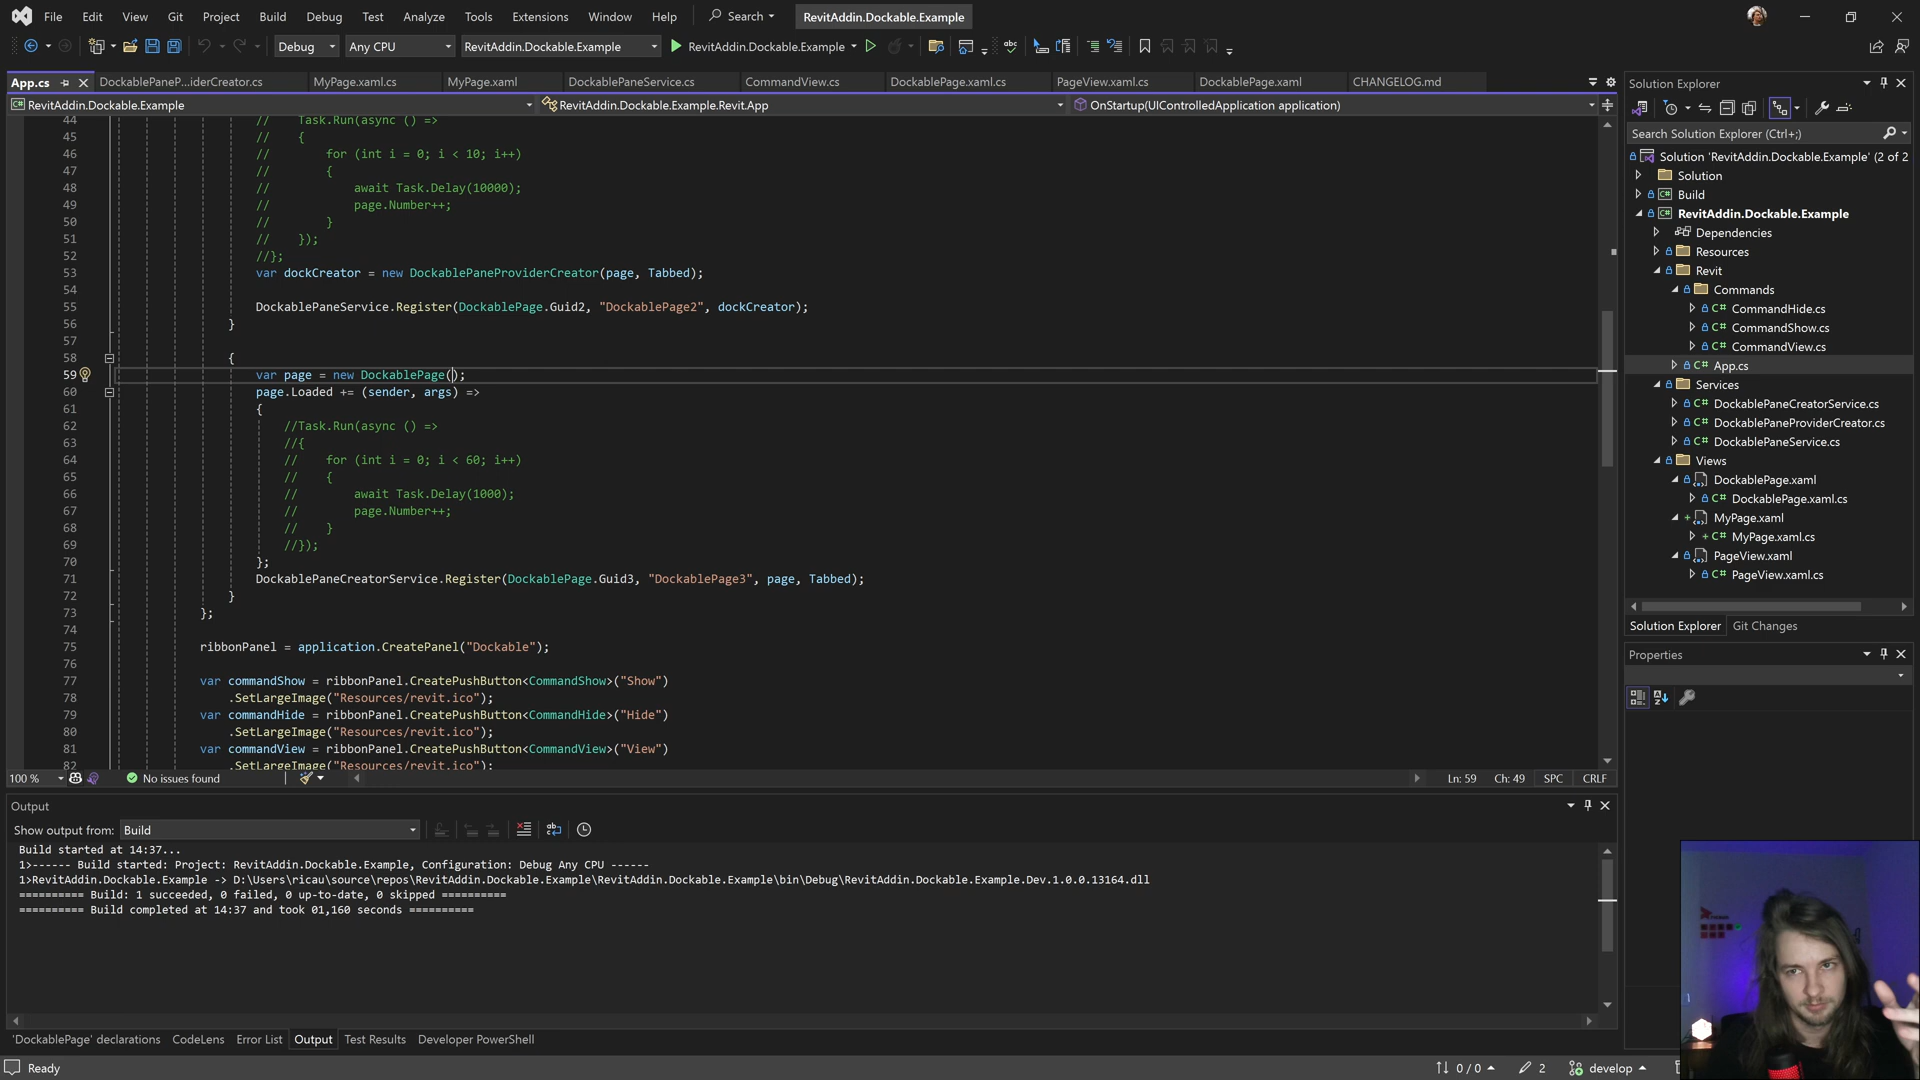 File Edit View Git Project Build Debug Test Analyze Tools Extensions Window Help Search RevitAddin.Dockable.Example
Debug Any CPU RevitAddin.Dockable.Example RevitAddin.Dockable.Example
App.cs DockablePaneP...iderCreator.cs MyPage.xaml.cs MyPage.xaml DockablePaneService.cs CommandView.cs DockablePage.xaml.cs PageView.xaml.cs DockablePage.xaml CHANGELOG.md
RevitAddin.Dockable.Example RevitAddin.Dockable.Example.Revit.App OnStartup(UIControlledApplication application)
44 // Task.Run(async () =>
45 // {
46 // for (int i = 0; i < 10; i++)
47 // {
48 // await Task.Delay(10000);
49 // page.Number++;
50 // }
51 // });
52 //};
53 var dockCreator = new DockablePaneProviderCreator(page, Tabbed);
54
55 DockablePaneService.Register(DockablePage.Guid2, "DockablePage2", dockCreator);
56 }
57
58 {
59 var page = new DockablePage();
60 page.Loaded += (sender, args) =>
61 {
62 //Task.Run(async () =>
63 //{
64 // for (int i = 0; i < 60; i++)
65 // {
66 // await Task.Delay(1000);
67 // page.Number++;
68 // }
69 //});
70 };
71 DockablePaneCreatorService.Register(DockablePage.Guid3, "DockablePage3", page, Tabbed);
72 }
73 };
74
75 ribbonPanel = application.CreatePanel("Dockable");
76
77 var commandShow = ribbonPanel.CreatePushButton<CommandShow>("Show")
78 .SetLargeImage("Resources/revit.ico");
79 var commandHide = ribbonPanel.CreatePushButton<CommandHide>("Hide")
80 .SetLargeImage("Resources/revit.ico");
81 var commandView = ribbonPanel.CreatePushButton<CommandView>("View")
82 .SetLargeImage("Resources/revit.ico");
100 % No issues found Ln: 59 Ch: 49 SPC CRLF
Output
Show output from: Build
Build started at 14:37...
1>------ Build started: Project: RevitAddin.Dockable.Example, Configuration: Debug Any CPU ------
1>RevitAddin.Dockable.Example -> D:\Users\ricau\source\repos\RevitAddin.Dockable.Example\RevitAddin.Dockable.Example\bin\Debug\RevitAddin.Dockable.Example.Dev.1.0.0.13164.dll
========== Build: 1 succeeded, 0 failed, 0 up-to-date, 0 skipped ==========
========== Build completed at 14:37 and took 01,160 seconds ==========
'DockablePage' declarations CodeLens Error List Output Test Results Developer PowerShell
Ready 0 / 0 2 develop
Solution Explorer
Search Solution Explorer (Ctrl+;)
Solution 'RevitAddin.Dockable.Example' (2 of 2
Solution
Build
RevitAddin.Dockable.Example
Dependencies
Resources
Revit
Commands
CommandHide.cs
CommandShow.cs
CommandView.cs
App.cs
Services
DockablePaneCreatorService.cs
DockablePaneProviderCreator.cs
DockablePaneService.cs
Views
DockablePage.xaml
DockablePage.xaml.cs
MyPage.xaml
MyPage.xaml.cs
PageView.xaml
PageView.xaml.cs
Solution Explorer Git Changes
Properties